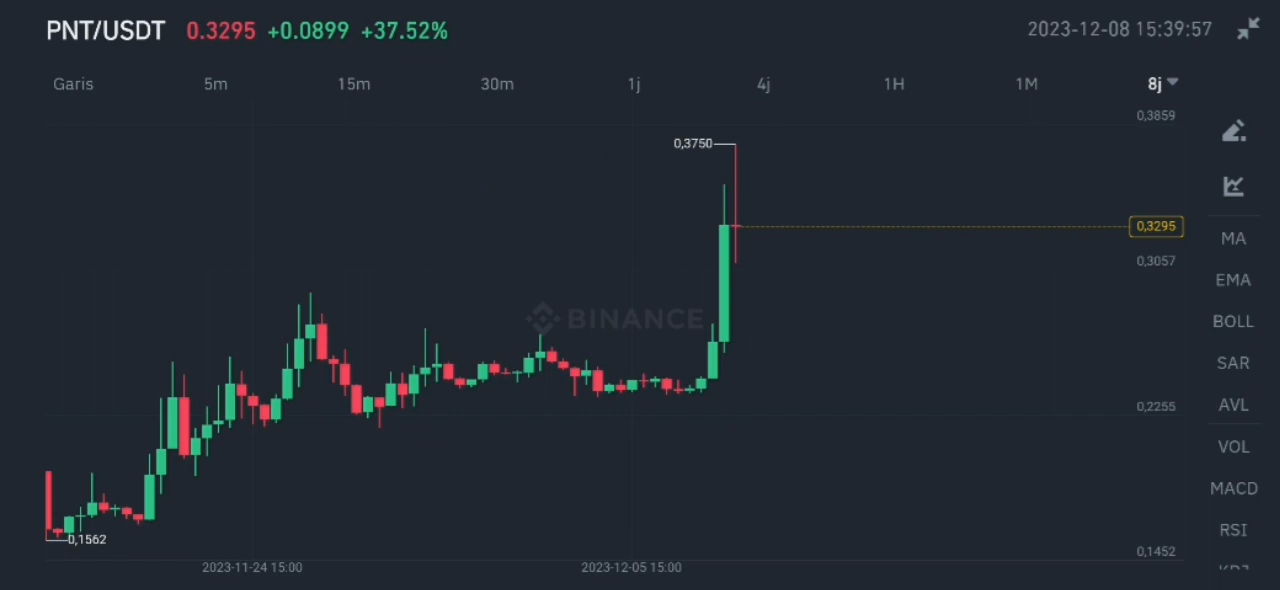 PNT/USDT 0.3295 +0.0899 +37.52% 2023-12-08 15:39:57
Garis 5m 15m 30m 1j 4j 1H 1M 8j
0,3859
0,3750
0,3295
0,3057
BINANCE
0,2255
0,1562
0,1452
2023-11-24 15:00 2023-12-05 15:00
MA
EMA
BOLL
SAR
AVL
VOL
MACD
RSI